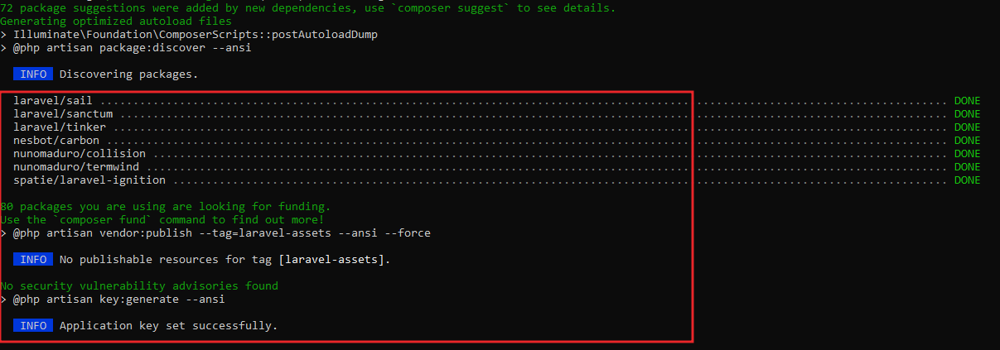 72 package suggestions were added by new dependencies, use `composer suggest` to see details.
Generating optimized autoload files
> Illuminate\Foundation\ComposerScripts::postAutoloadDump
> @php artisan package:discover --ansi
INFO Discovering packages.
laravel/sail ................................................................................................................................ DONE
laravel/sanctum ............................................................................................................................. DONE
laravel/tinker .............................................................................................................................. DONE
nesbot/carbon ............................................................................................................................... DONE
nunomaduro/collision ........................................................................................................................ DONE
nunomaduro/termwind ......................................................................................................................... DONE
spatie/laravel-ignition ..................................................................................................................... DONE
80 packages you are using are looking for funding.
Use the `composer fund` command to find out more!
> @php artisan vendor:publish --tag=laravel-assets --ansi --force
INFO No publishable resources for tag [laravel-assets].
No security vulnerability advisories found
> @php artisan key:generate --ansi
INFO Application key set successfully.